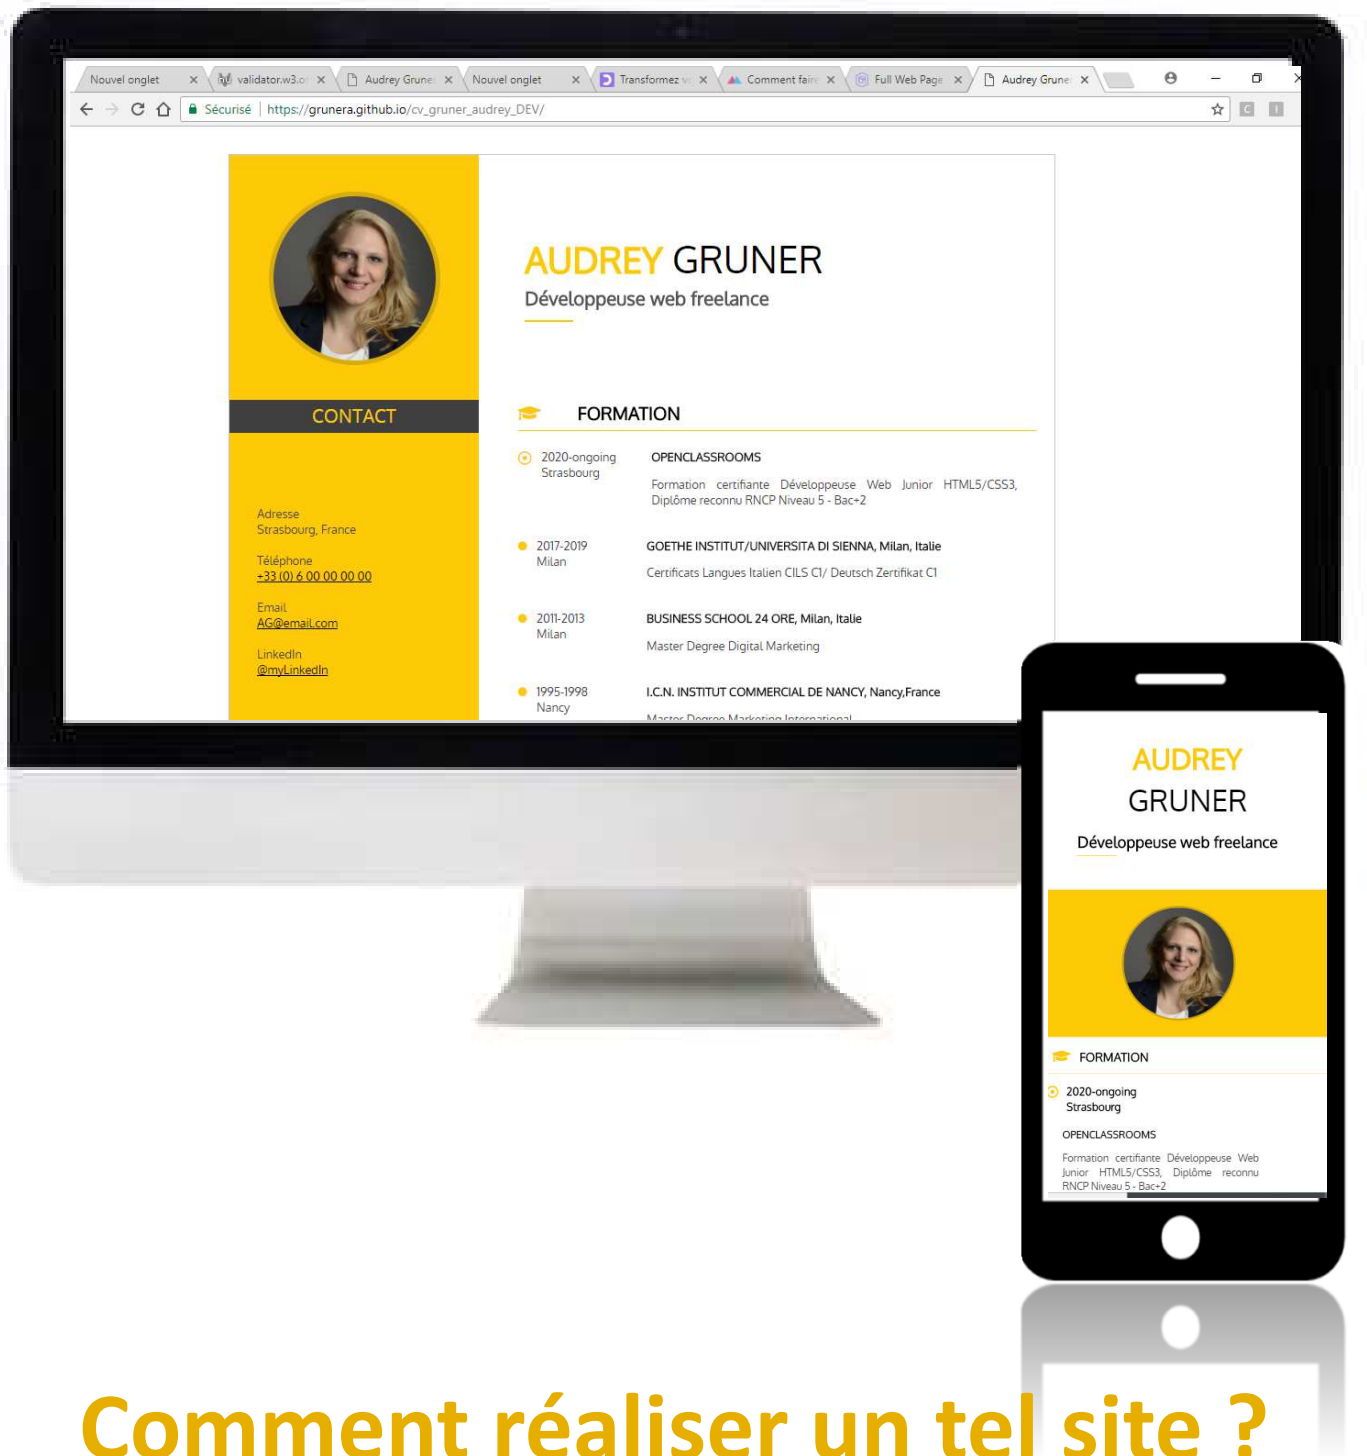 Nouvel onglet
validator.w3.o
Audrey Grune
Nouvel onglet
Transformez v
Comment faire
Full Web Page
Audrey Grune
Sécurisé | https://grunera.github.io/cv_gruner_audrey_DEV/
C I
AUDREY GRUNER
Développeuse web freelance
CONTACT
Adresse
Strasbourg, France
Téléphone
+33 (0) 6 00 00 00 00
Email
AG@email.com
LinkedIn
@myLinkedIn
FORMATION
2020-ongoing
Strasbourg
OPENCLASSROOMS
Formation certifiante Développeuse Web Junior HTML5/CSS3,
Diplôme reconnu RNCP Niveau 5 - Bac+2
2017-2019
Milan
GOETHE INSTITUT/UNIVERSITA DI SIENNA, Milan, Italie
Certificats Langues Italien CILS C1/ Deutsch Zertifikat C1
2011-2013
Milan
BUSINESS SCHOOL 24 ORE, Milan, Italie
Master Degree Digital Marketing
1995-1998
Nancy
I.C.N. INSTITUT COMMERCIAL DE NANCY, Nancy,France
Master Degree Marketing International
AUDREY
GRUNER
Développeuse web freelance
FORMATION
2020-ongoing
Strasbourg
OPENCLASSROOMS
Formation certifiante Développeuse Web
Junior HTML5/CSS3, Diplôme reconnu
RNCP Niveau 5 - Bac+2
Comment réaliser un tel site ?